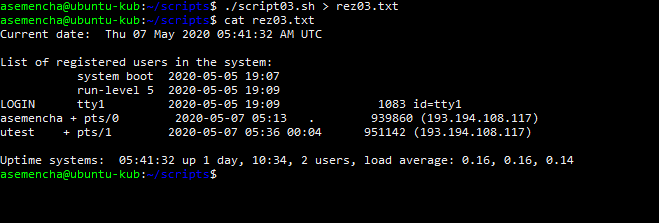 asemencha@ubuntu-kub:~/scripts$ ./script03.sh > rez03.txt
asemencha@ubuntu-kub:~/scripts$ cat rez03.txt
Current date:  Thu 07 May 2020 05:41:32 AM UTC
List of registered users in the system:
           system boot  2020-05-05 19:07
           run-level 5  2020-05-05 19:09
LOGIN      tty1         2020-05-05 19:09              1083 id=tty1
asemencha + pts/0        2020-05-07 05:13   .        939860 (193.194.108.117)
utest    + pts/1        2020-05-07 05:36 00:04      951142 (193.194.108.117)
Uptime systems:  05:41:32 up 1 day, 10:34, 2 users, load average: 0.16, 0.16, 0.14
asemencha@ubuntu-kub:~/scripts$